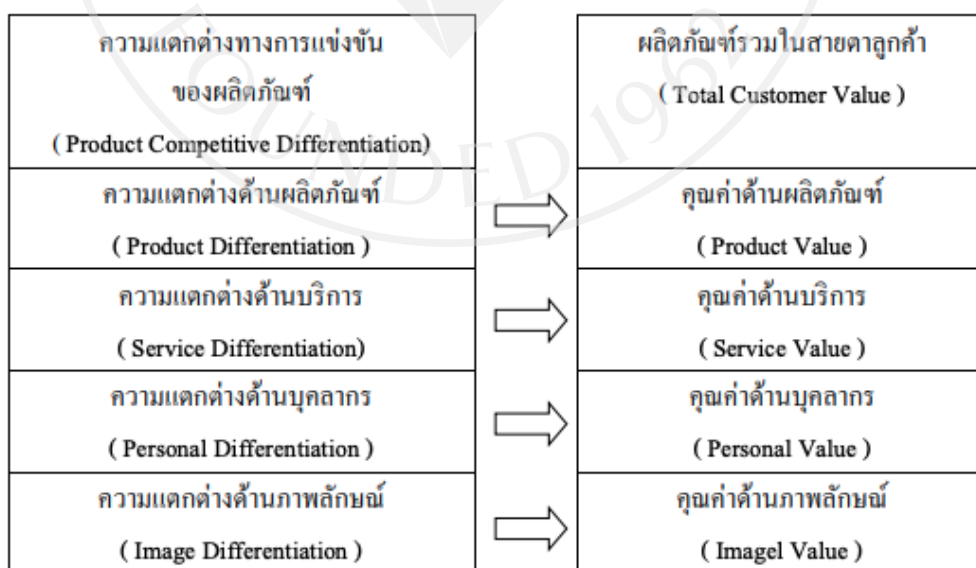 ความแตกต่างทางการแข่งขัน
ของผลิตภัณฑ์
( Product Competitive Differentiation)
ผลิตภัณฑ์รวมในสายตาลูกค้า
( Total Customer Value )
ความแตกต่างด้านผลิตภัณฑ์
( Product Differentiation )
คุณค่าด้านผลิตภัณฑ์
( Product Value )
ความแตกต่างด้านบริการ
( Service Differentiation)
คุณค่าด้านบริการ
( Service Value )
ความแตกต่างด้านบุคลากร
( Personal Differentiation )
คุณค่าด้านบุคลากร
( Personal Value )
ความแตกต่างด้านภาพลักษณ์
( Image Differentiation )
คุณค่าด้านภาพลักษณ์
( Imagel Value )
FOUNDED 1962